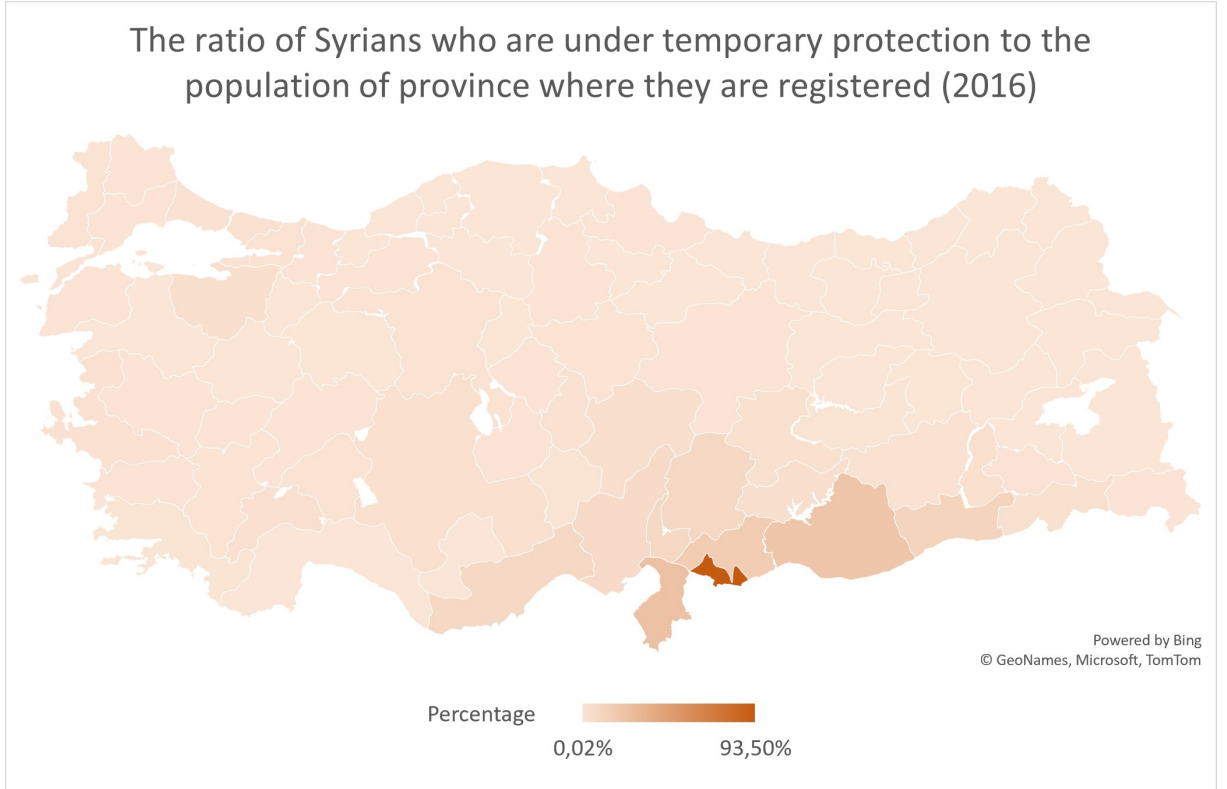 The ratio of Syrians who are under temporary protection to the
population of province where they are registered (2016)
Powered by Bing
© GeoNames, Microsoft, TomTom
Percentage
0,02%
93,50%